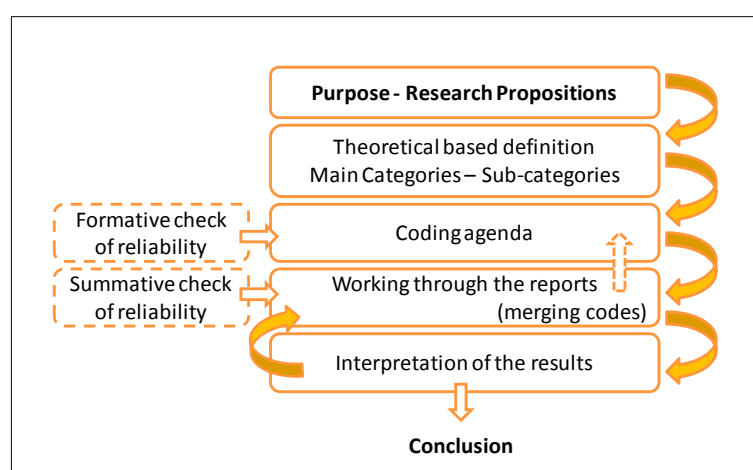 Purpose - Research Propositions
Theoretical based definition
Main Categories – Sub-categories
Formative check
of reliability
Coding agenda
Summative check
of reliability
Working through the reports
(merging codes)
Interpretation of the results
Conclusion